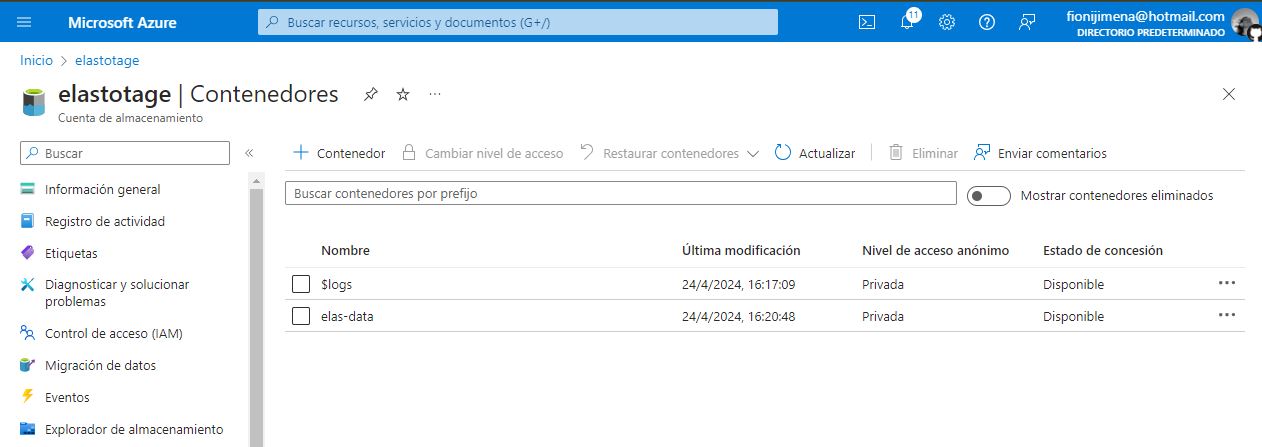 Microsoft Azure
Buscar recursos, servicios y documentos (G+/)
11
fionijimena@hotmail.com
DIRECTORIO PREDETERMINADO
Inicio > elastotage
elastotage | Contenedores
Cuenta de almacenamiento
Buscar
Información general
Registro de actividad
Etiquetas
Diagnosticar y solucionar
problemas
Control de acceso (IAM)
Migración de datos
Eventos
Explorador de almacenamiento
Contenedor Cambiar nivel de acceso Restaurar contenedores Actualizar Eliminar Enviar comentarios
Buscar contenedores por prefijo
Mostrar contenedores eliminados
Nombre Última modificación Nivel de acceso anónimo Estado de concesión
$logs 24/4/2024, 16:17:09 Privada Disponible
elas-data 24/4/2024, 16:20:48 Privada Disponible